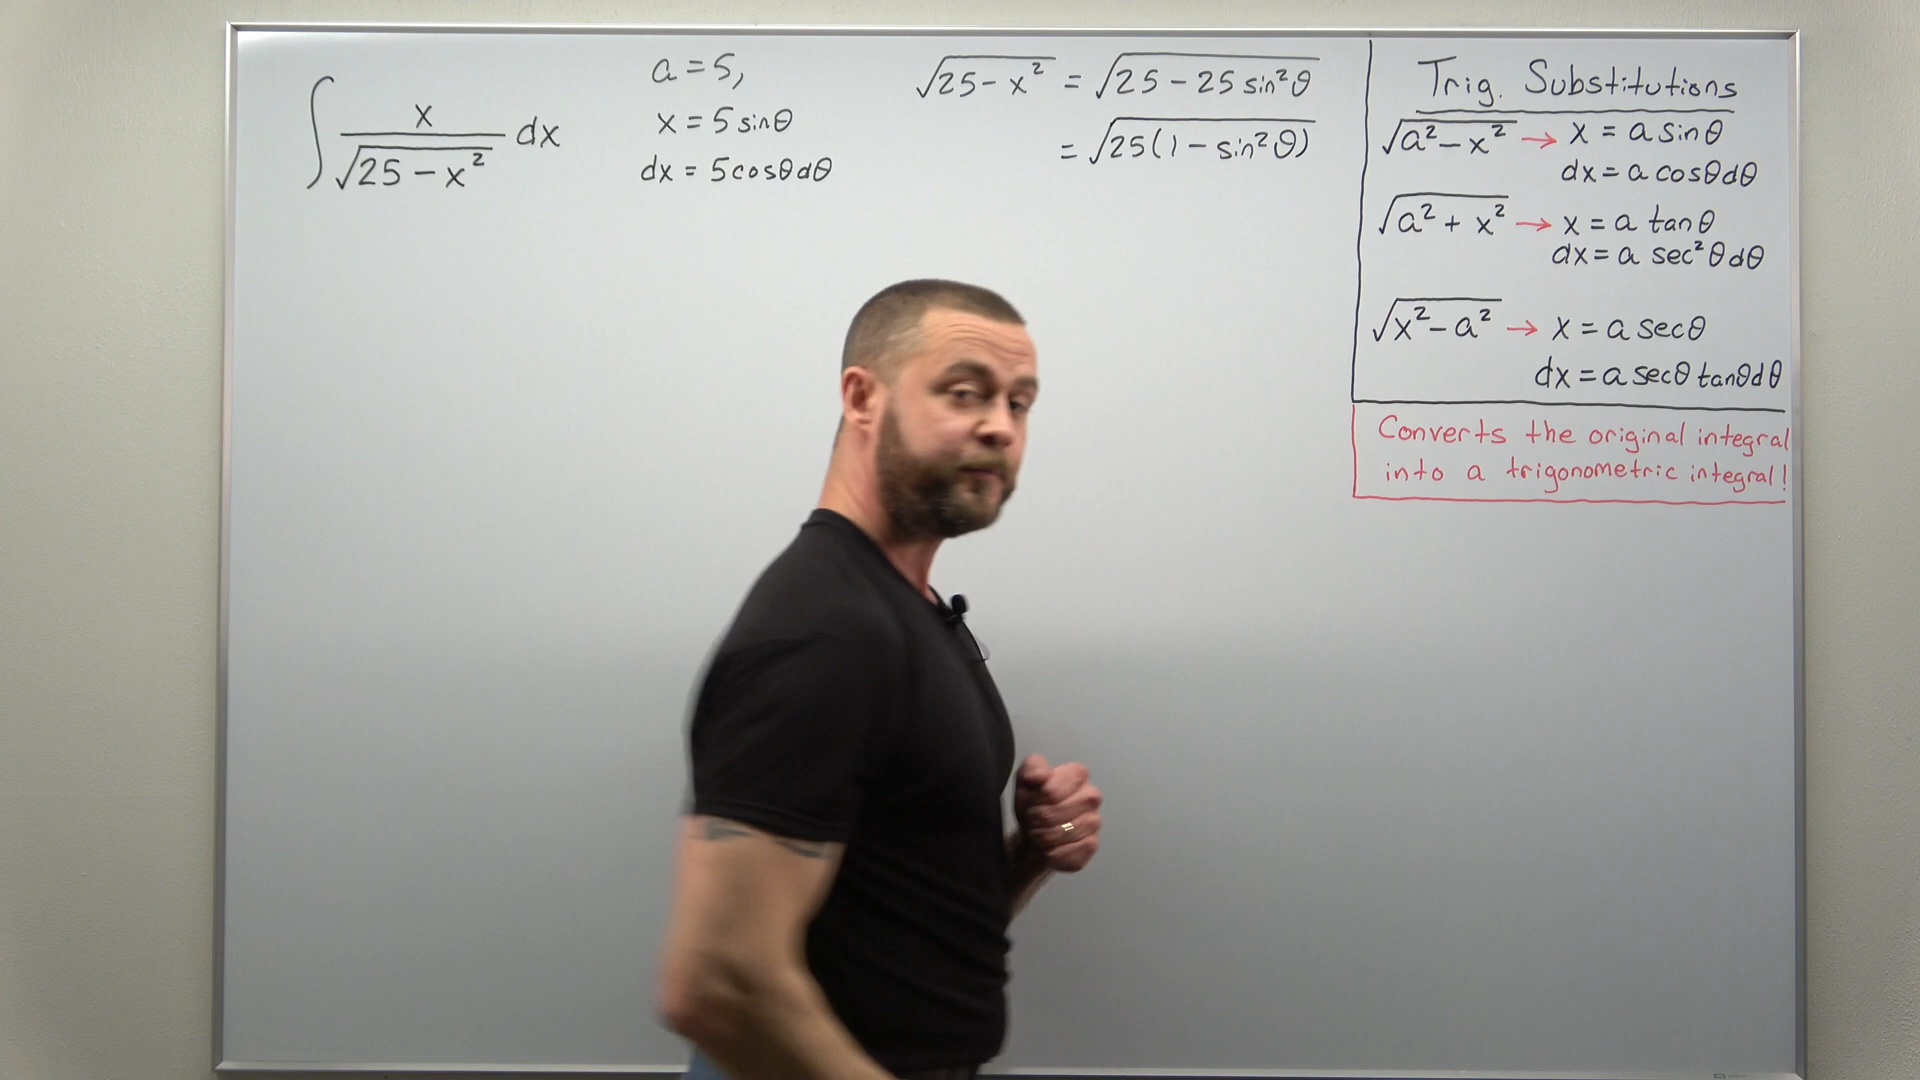 ∫ x/√(25 - x²) dx
a = 5,
x = 5 sinθ
dx = 5cosθdθ
√(25 - x²) = √(25 - 25 sin²θ)
= √(25(1 - sin²θ))
Trig. Substitutions
√(a² - x²) → x = a sinθ
dx = a cosθdθ
√(a² + x²) → x = a tanθ
dx = a sec²θdθ
√(x² - a²) → x = a secθ
dx = a secθ tanθdθ
Converts the original integral
into a trigonometric integral!